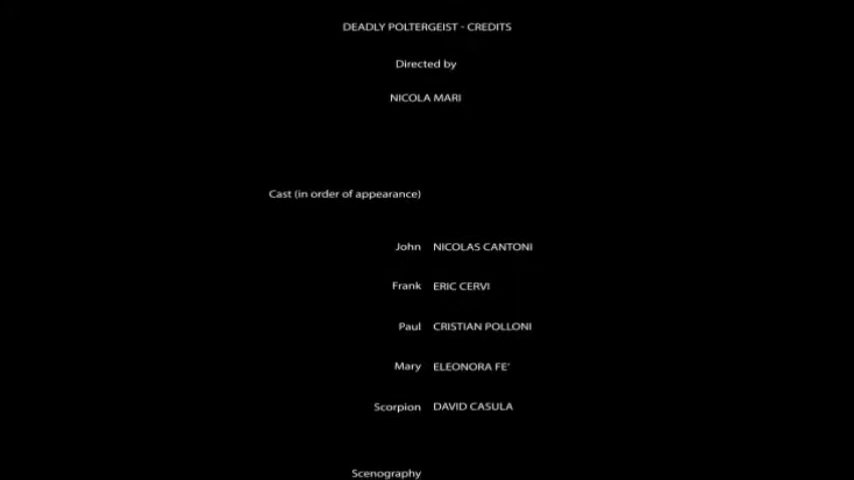 DEADLY POLTERGEIST - CREDITS
Directed by
NICOLA MARI
Cast (in order of appearance)
John NICOLAS CANTONI
Frank ERIC CERVI
Paul CRISTIAN POLLONI
Mary ELEONORA FE'
Scorpion DAVID CASULA
Scenography